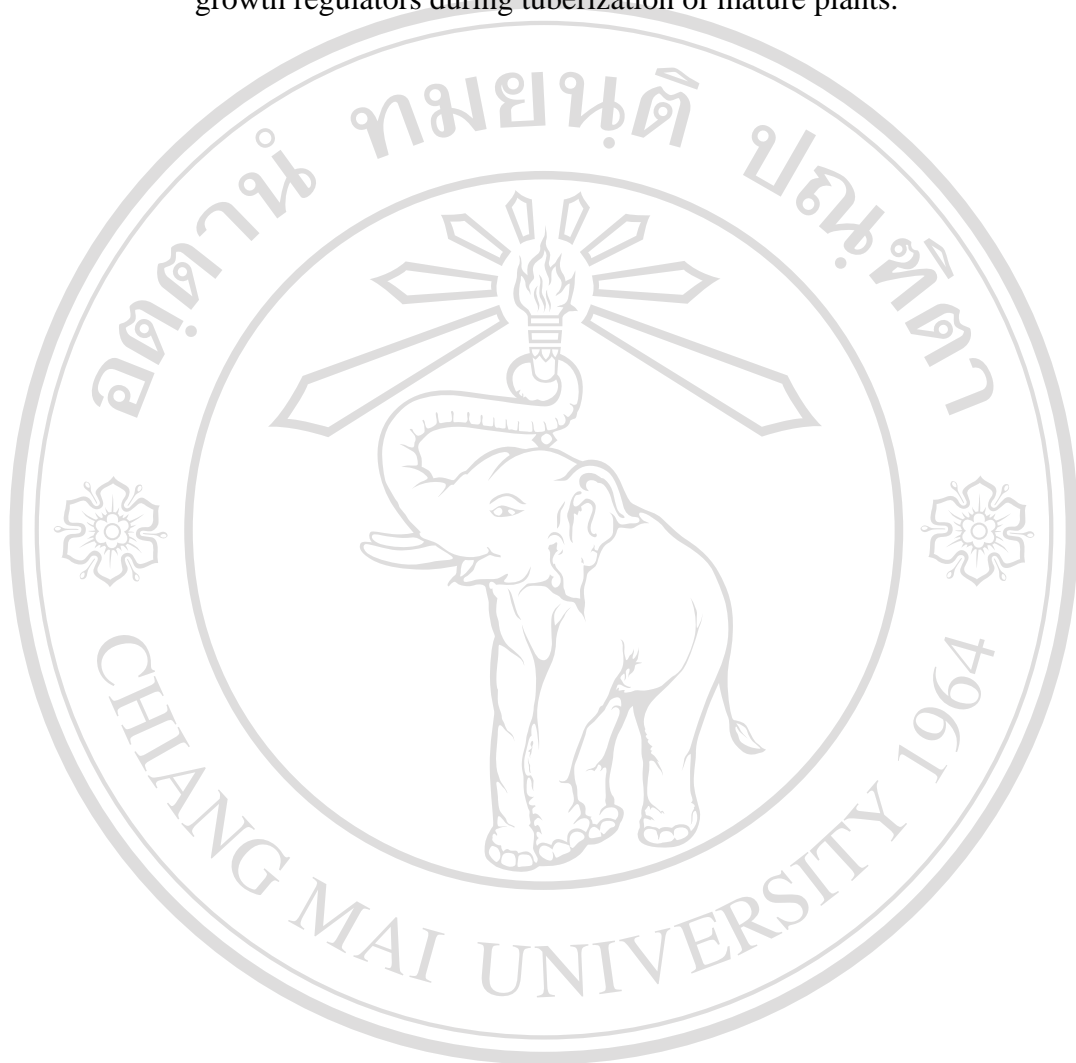 growth regulators during tuberization of mature plants.
อตฺตานํ ทมยนฺติ ปณฺฑิตา
CHIANG MAI UNIVERSITY 1964